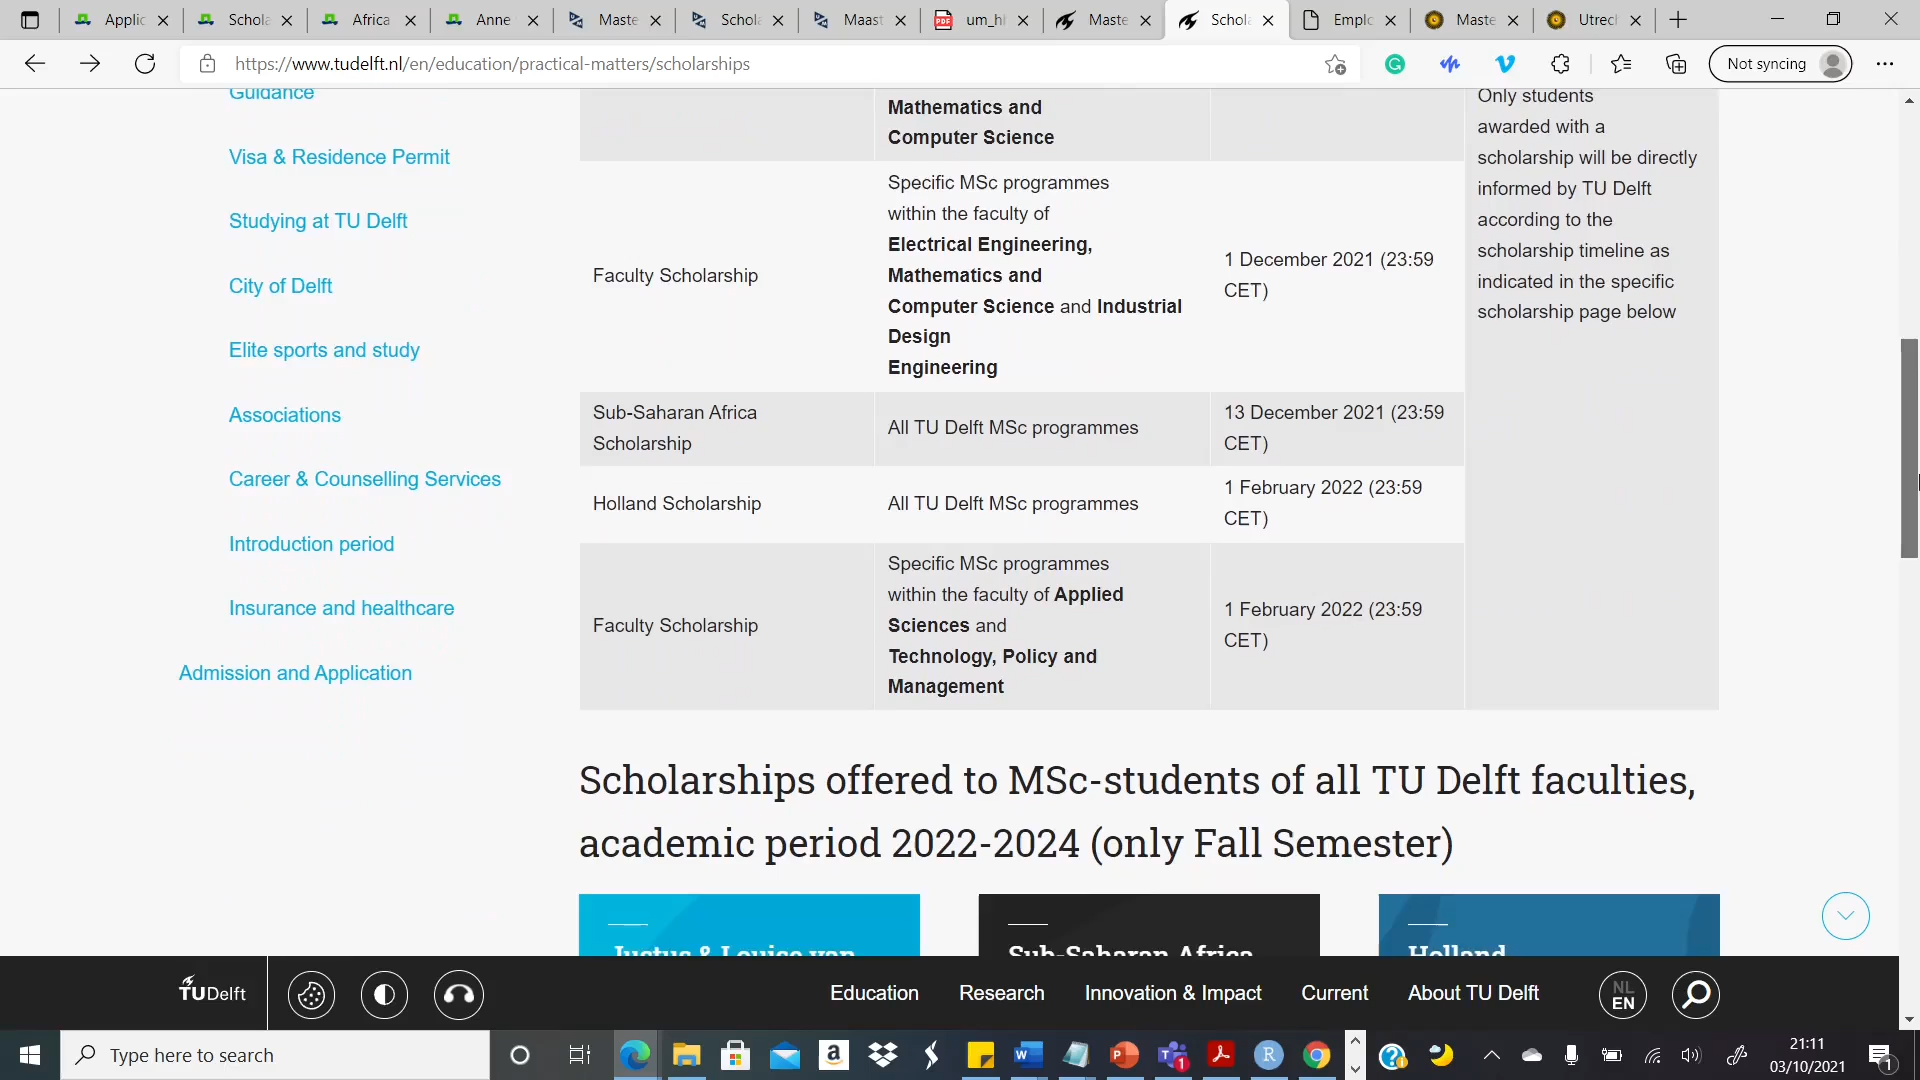 Applic
Schola
Africa
Anne
Maste
Schola
Maast
um_hl
Maste
Schola
Emplo
Maste
Utrech
https://www.tudelft.nl/en/education/practical-matters/scholarships
Not syncing
Guidance
Visa & Residence Permit
Studying at TU Delft
City of Delft
Elite sports and study
Associations
Career & Counselling Services
Introduction period
Insurance and healthcare
Admission and Application
Mathematics and
Computer Science
Only students
awarded with a
scholarship will be directly
informed by TU Delft
according to the
scholarship timeline as
indicated in the specific
scholarship page below
Faculty Scholarship
Specific MSc programmes
within the faculty of
Electrical Engineering,
Mathematics and
Computer Science and Industrial
Design
Engineering
1 December 2021 (23:59
CET)
Sub-Saharan Africa
Scholarship
All TU Delft MSc programmes
13 December 2021 (23:59
CET)
Holland Scholarship
All TU Delft MSc programmes
1 February 2022 (23:59
CET)
Faculty Scholarship
Specific MSc programmes
within the faculty of Applied
Sciences and
Technology, Policy and
Management
1 February 2022 (23:59
CET)
Scholarships offered to MSc-students of all TU Delft faculties,
academic period 2022-2024 (only Fall Semester)
Justus & Louise van
Sub-Saharan Africa
Holland
TUDelft
Education
Research
Innovation & Impact
Current
About TU Delft
NL
EN
Type here to search
21:11
03/10/2021